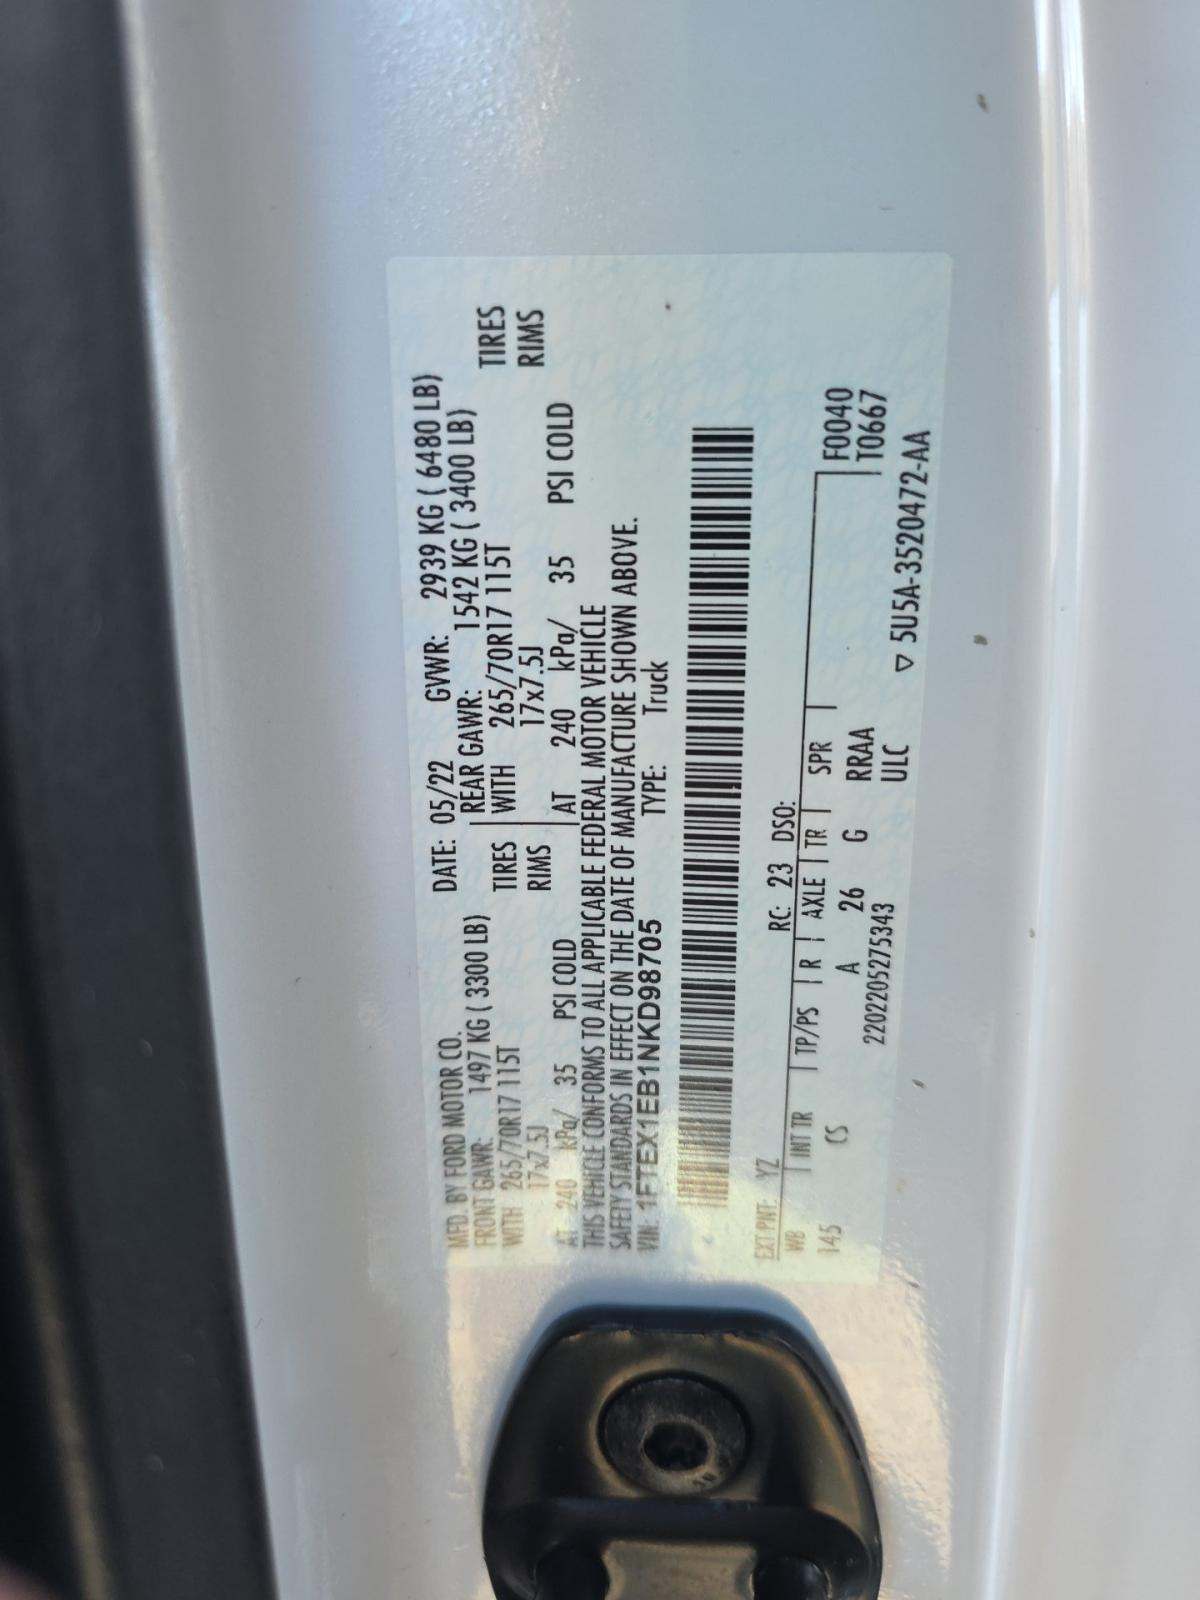 MFD. BY FORD MOTOR CO. DATE: 05/22 GVWR: 2939 KG ( 6480 LB)
FRONT GAWR: 1497 KG ( 3300 LB) REAR GAWR: 1542 KG ( 3400 LB)
WITH 265/70R17 115T TIRES WITH 265/70R17 115T TIRES
17x7.5J RIMS 17x7.5J RIMS
AT 240 kPa/ 35 PSI COLD AT 240 kPa/ 35 PSI COLD
THIS VEHICLE CONFORMS TO ALL APPLICABLE FEDERAL MOTOR VEHICLE
SAFETY STANDARDS IN EFFECT ON THE DATE OF MANUFACTURE SHOWN ABOVE.
VIN: 1FTEX1EB1NKD98705 TYPE: Truck
EXT PNT: YZ RC: 23 DSO:
WB INT TR TP/PS R AXLE TR SPR F0040
145 CS A 26 G RRAA T0667
2202205275343 ULC
▽ 5U5A-3520472-AA